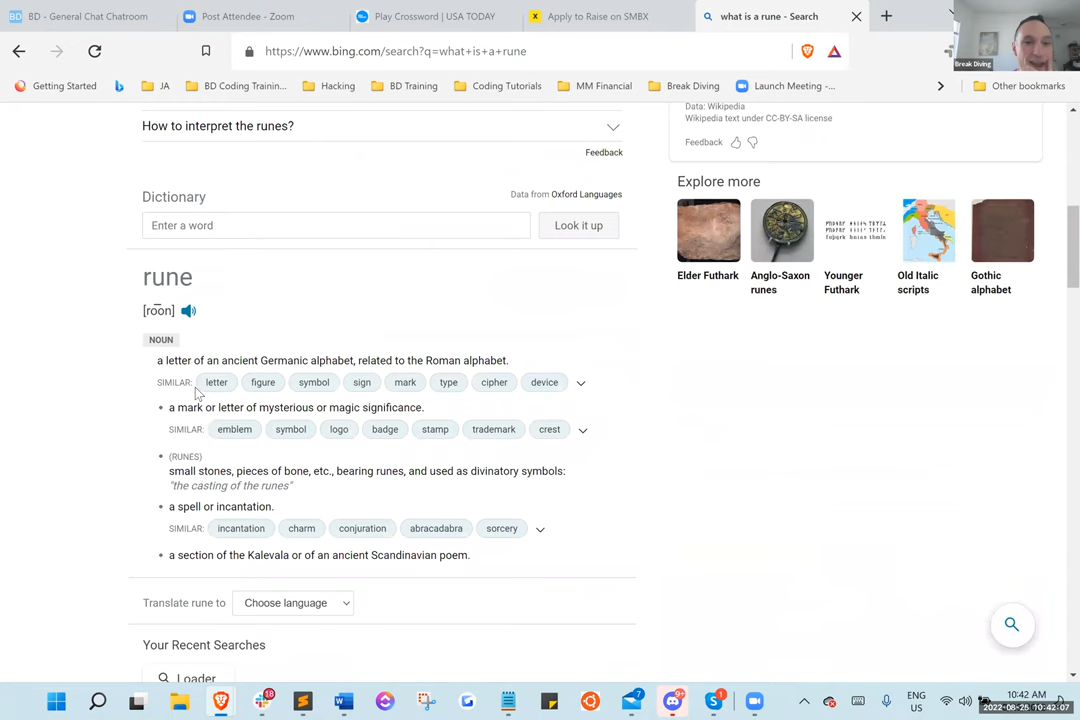 BD - General Chat Chatroom
Post Attendee - Zoom
Play Crossword | USA TODAY
Apply to Raise on SMBX
what is a rune - Search
https://www.bing.com/search?q=what+is+a+rune
Break Diving
Getting Started
JA
BD Coding Trainin...
Hacking
BD Training
Coding Tutorials
MM Financial
Break Diving
Launch Meeting -...
Other bookmarks
How to interpret the runes?
Feedback
Data: Wikipedia
Wikipedia text under CC-BY-SA license
Feedback
Dictionary
Data from Oxford Languages
Enter a word
Look it up
rune
[ro͞on]
NOUN
a letter of an ancient Germanic alphabet, related to the Roman alphabet.
SIMILAR: letter figure symbol sign mark type cipher device
• a mark or letter of mysterious or magic significance.
SIMILAR: emblem symbol logo badge stamp trademark crest
• (RUNES)
small stones, pieces of bone, etc., bearing runes, and used as divinatory symbols:
"the casting of the runes"
• a spell or incantation.
SIMILAR: incantation charm conjuration abracadabra sorcery
• a section of the Kalevala or of an ancient Scandinavian poem.
Translate rune to
Choose language
Your Recent Searches
Loader
Explore more
Elder Futhark
Anglo-Saxon
runes
Younger
Futhark
Old Italic
scripts
Gothic
alphabet
18
7
9+
1
ENG
US
10:42 AM
2022-08-25 10:42:07